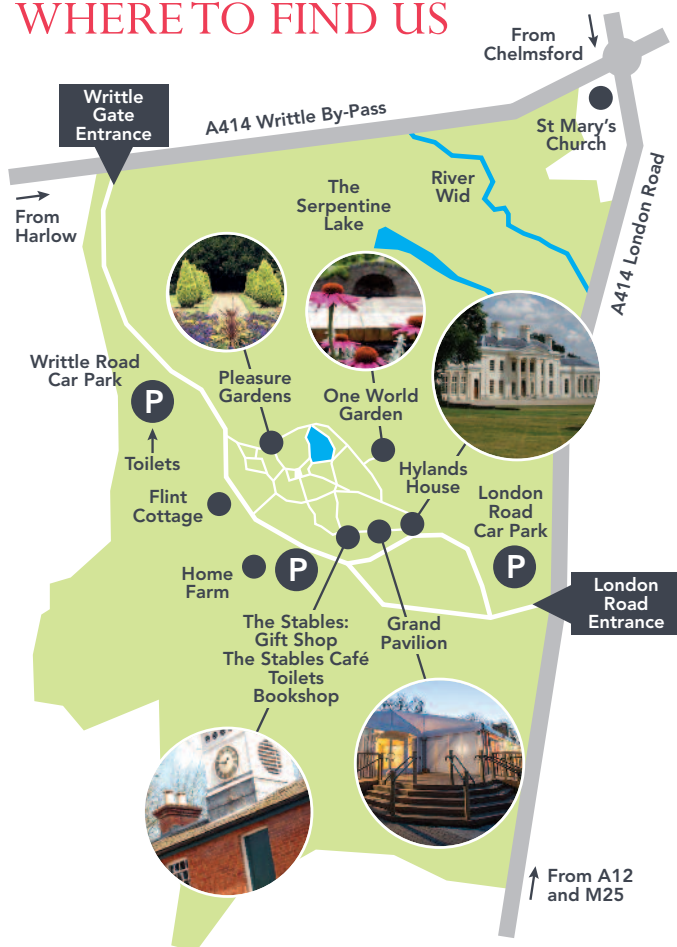 WHERE TO FIND US
From
Chelmsford
Writtle
Gate
Entrance
A414 Writtle By-Pass
St Mary's
Church
The
Serpentine
Lake
River
Wid
From
Harlow
A414 London Road
Writtle Road
Car Park
P
Toilets
Pleasure
Gardens
One World
Garden
Hylands
House
London
Road
Car Park
P
Flint
Cottage
Home
Farm
P
London
Road
Entrance
The Stables:
Gift Shop
The Stables Café
Toilets
Bookshop
Grand
Pavilion
From A12
and M25